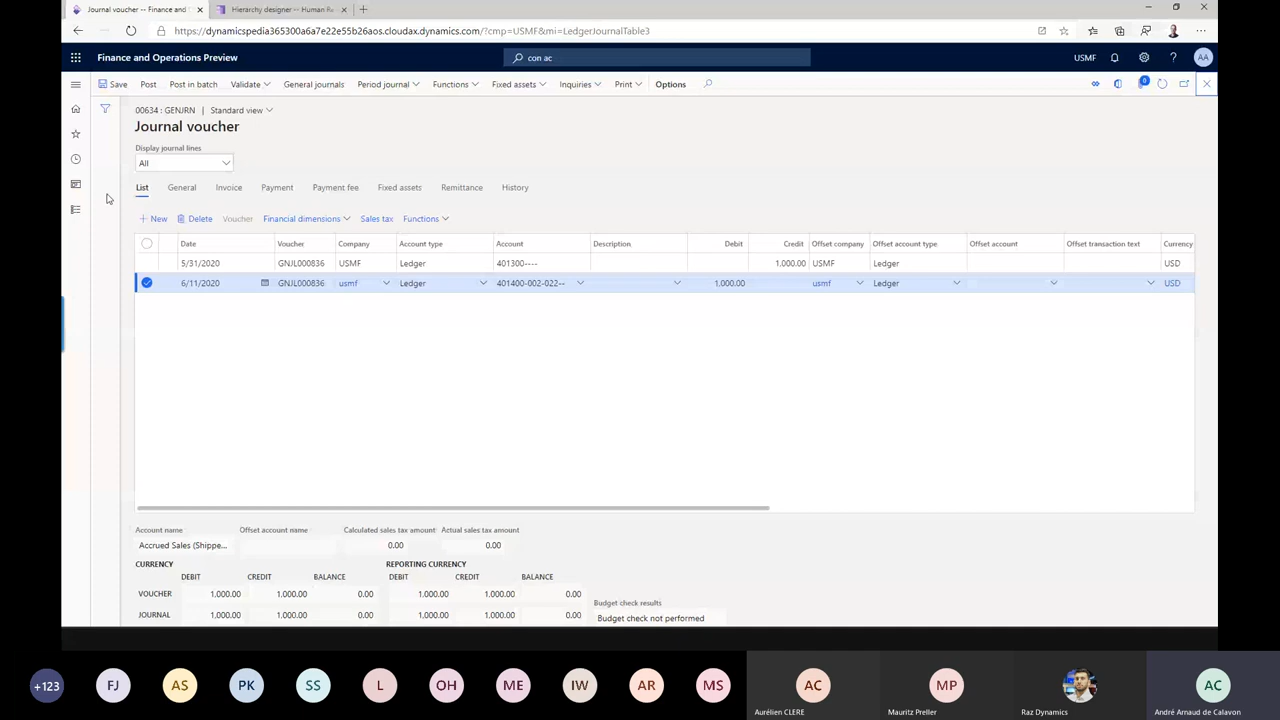 Journal voucher -- Finance and
Hierarchy designer -- Human R
https://dynamicspedia365300a6a7e22e55b26aos.cloudax.dynamics.com/?cmp=USMF&mi=LedgerJournalTable3
Finance and Operations Preview
con ac
USMF
AA
Save
Post
Post in batch
Validate
General journals
Period journal
Functions
Fixed assets
Inquiries
Print
Options
0
00634 : GENJRN | Standard view
Journal voucher
Display journal lines
All
List General Invoice Payment Payment fee Fixed assets Remittance History
New Delete Voucher Financial dimensions Sales tax Functions
Date Voucher Company Account type Account Description Debit Credit Offset company Offset account type Offset account Offset transaction text Currency
5/31/2020 GNJL000836 USMF Ledger 401300---- 1,000.00 USMF Ledger USD
6/11/2020 GNJL000836 usmf Ledger 401400-002-022-- 1,000.00 usmf Ledger USD
Account name Offset account name Calculated sales tax amount Actual sales tax amount
Accrued Sales (Shippe... 0.00 0.00
CURRENCY REPORTING CURRENCY
DEBIT CREDIT BALANCE DEBIT CREDIT BALANCE
VOUCHER 1,000.00 1,000.00 0.00 1,000.00 1,000.00 0.00
JOURNAL 1,000.00 1,000.00 0.00 1,000.00 1,000.00 0.00
Budget check results
Budget check not performed
+123 FJ AS PK SS L OH ME IW AR MS AC MP AC
Aurélien CLERE Mauritz Preller Raz Dynamics André Arnaud de Calavon